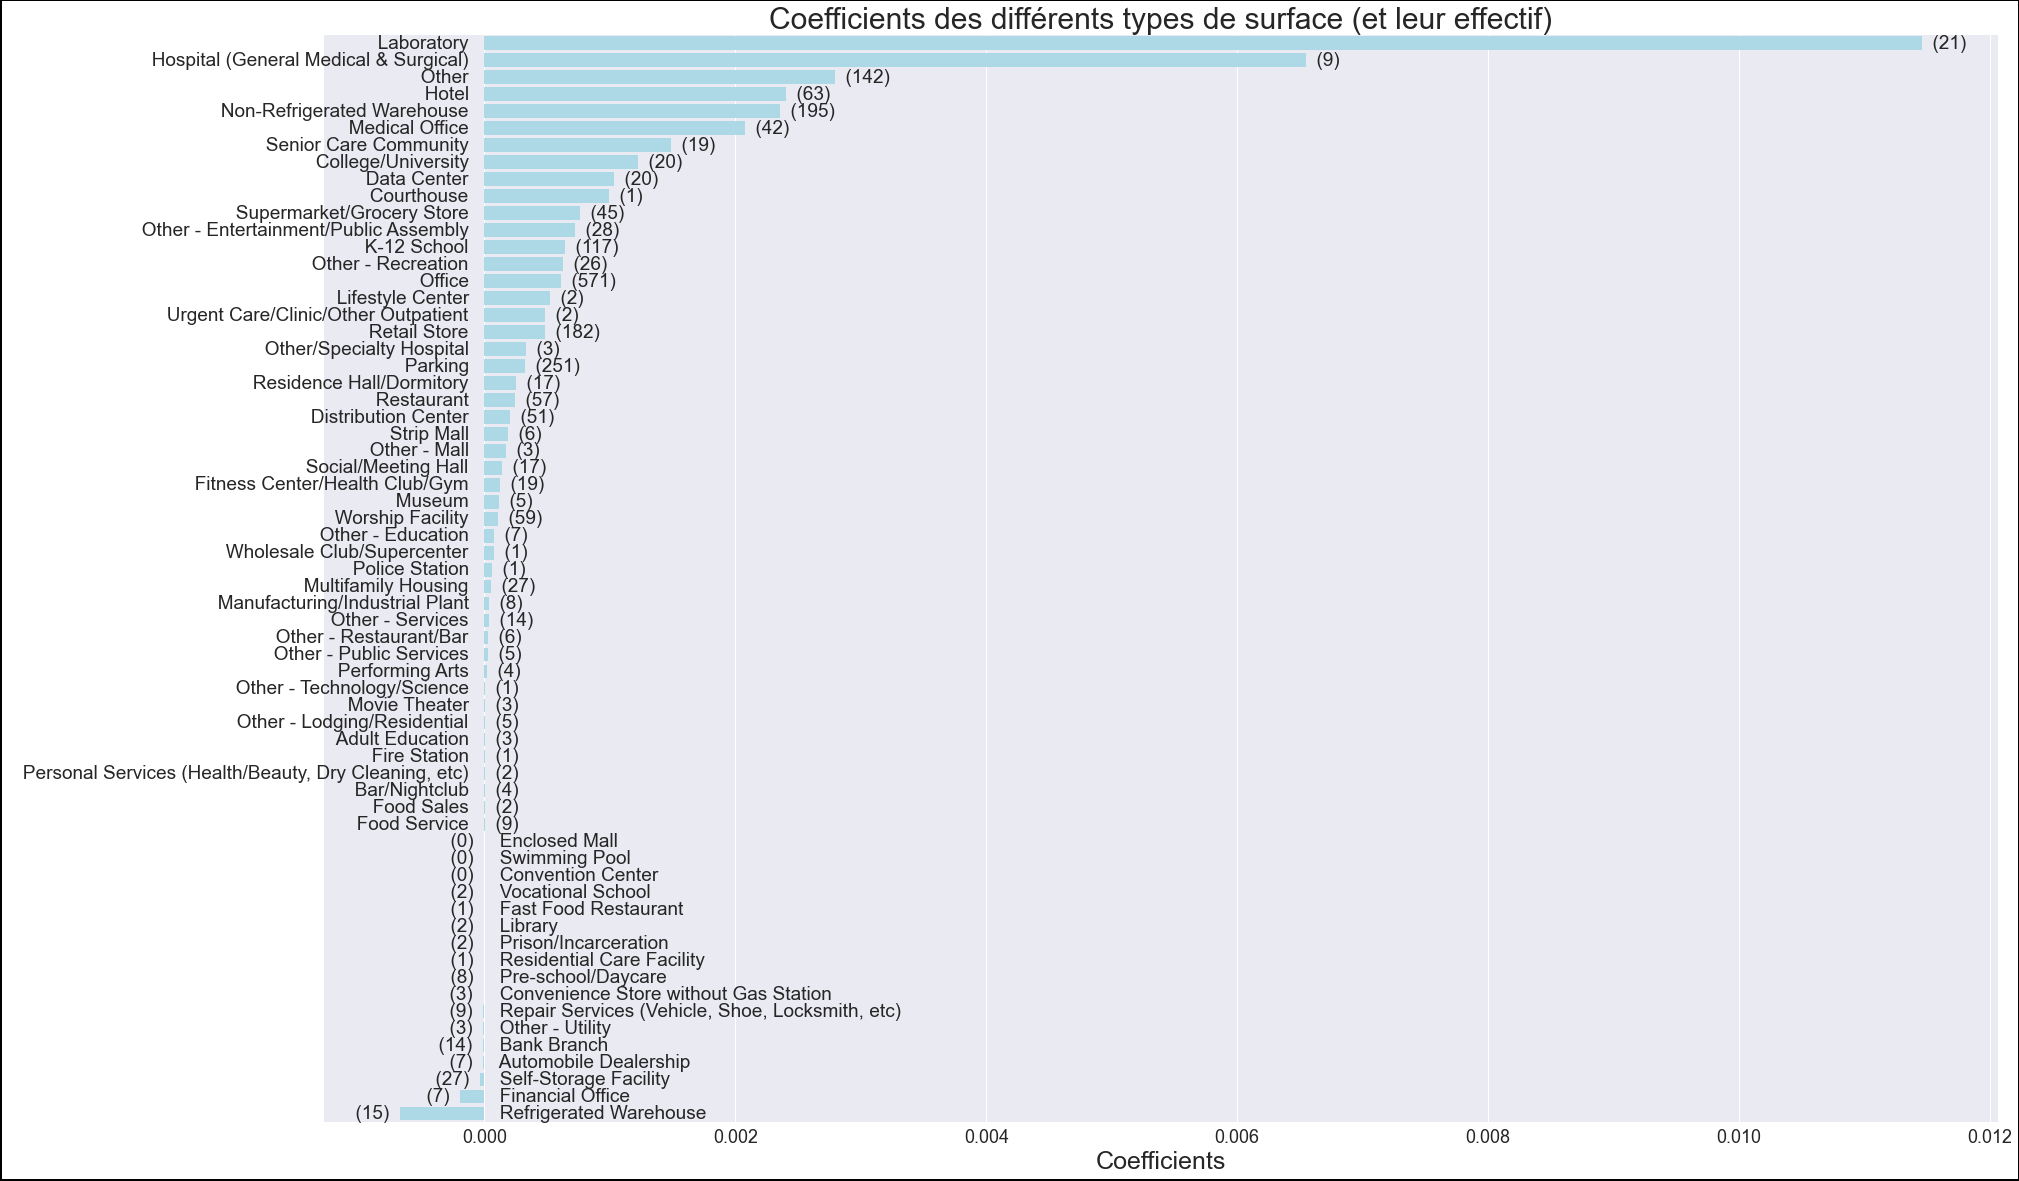 Coefficients des différents types de surface (et leur effectif)
Laboratory (21)
Hospital (General Medical & Surgical) (9)
Other (142)
Hotel (63)
Non-Refrigerated Warehouse (195)
Medical Office (42)
Senior Care Community (19)
College/University (20)
Data Center (20)
Courthouse (1)
Supermarket/Grocery Store (45)
Other - Entertainment/Public Assembly (28)
K-12 School (117)
Other - Recreation (26)
Office (571)
Lifestyle Center (2)
Urgent Care/Clinic/Other Outpatient (2)
Retail Store (182)
Other/Specialty Hospital (3)
Parking (251)
Residence Hall/Dormitory (17)
Restaurant (57)
Distribution Center (51)
Strip Mall (6)
Other - Mall (3)
Social/Meeting Hall (17)
Fitness Center/Health Club/Gym (19)
Museum (5)
Worship Facility (59)
Other - Education (7)
Wholesale Club/Supercenter (1)
Police Station (1)
Multifamily Housing (27)
Manufacturing/Industrial Plant (8)
Other - Services (14)
Other - Restaurant/Bar (6)
Other - Public Services (5)
Performing Arts (4)
Other - Technology/Science (1)
Movie Theater (3)
Other - Lodging/Residential (5)
Adult Education (3)
Fire Station (1)
Personal Services (Health/Beauty, Dry Cleaning, etc) (2)
Bar/Nightclub (4)
Food Sales (2)
Food Service (9)
(0) Enclosed Mall
(0) Swimming Pool
(0) Convention Center
(2) Vocational School
(1) Fast Food Restaurant
(2) Library
(2) Prison/Incarceration
(1) Residential Care Facility
(8) Pre-school/Daycare
(3) Convenience Store without Gas Station
(9) Repair Services (Vehicle, Shoe, Locksmith, etc)
(3) Other - Utility
(14) Bank Branch
(7) Automobile Dealership
(27) Self-Storage Facility
(7) Financial Office
(15) Refrigerated Warehouse
0.000 0.002 0.004 0.006 0.008 0.010 0.012
Coefficients